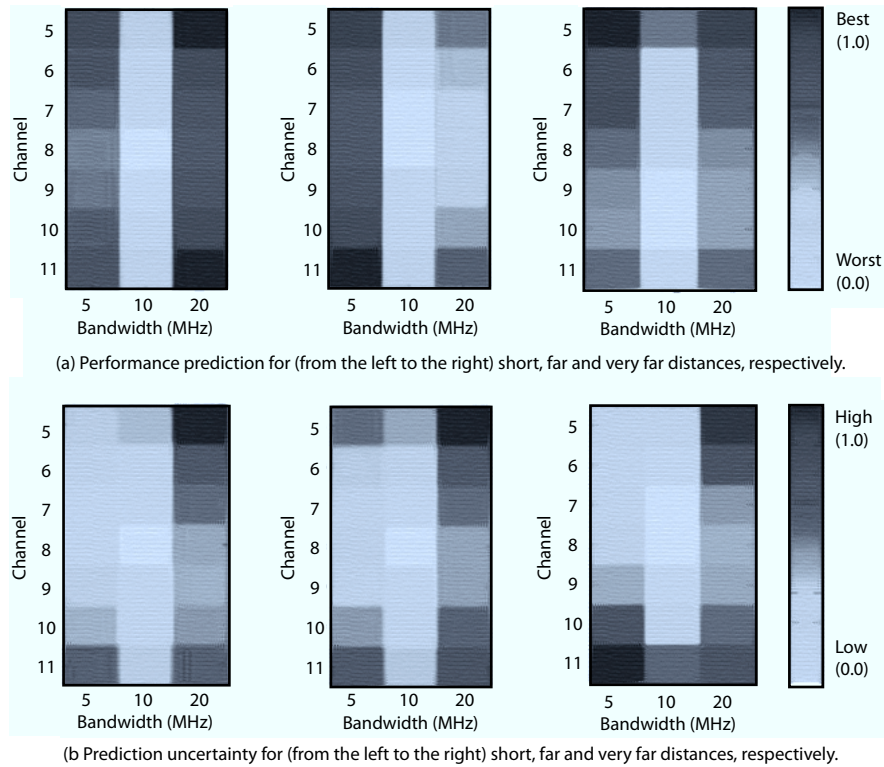 5
6
7
8
9
10
11
Channel
5 10 20
Bandwidth (MHz)
5
6
7
8
9
10
11
Channel
5 10 20
Bandwidth (MHz)
5
6
7
8
9
10
11
Channel
5 10 20
Bandwidth (MHz)
Best
(1.0)
Worst
(0.0)
(a) Performance prediction for (from the left to the right) short, far and very far distances, respectively.
5
6
7
8
9
10
11
Channel
5 10 20
Bandwidth (MHz)
5
6
7
8
9
10
11
Channel
5 10 20
Bandwidth (MHz)
5
6
7
8
9
10
11
Channel
5 10 20
Bandwidth (MHz)
High
(1.0)
Low
(0.0)
(b Prediction uncertainty for (from the left to the right) short, far and very far distances, respectively.